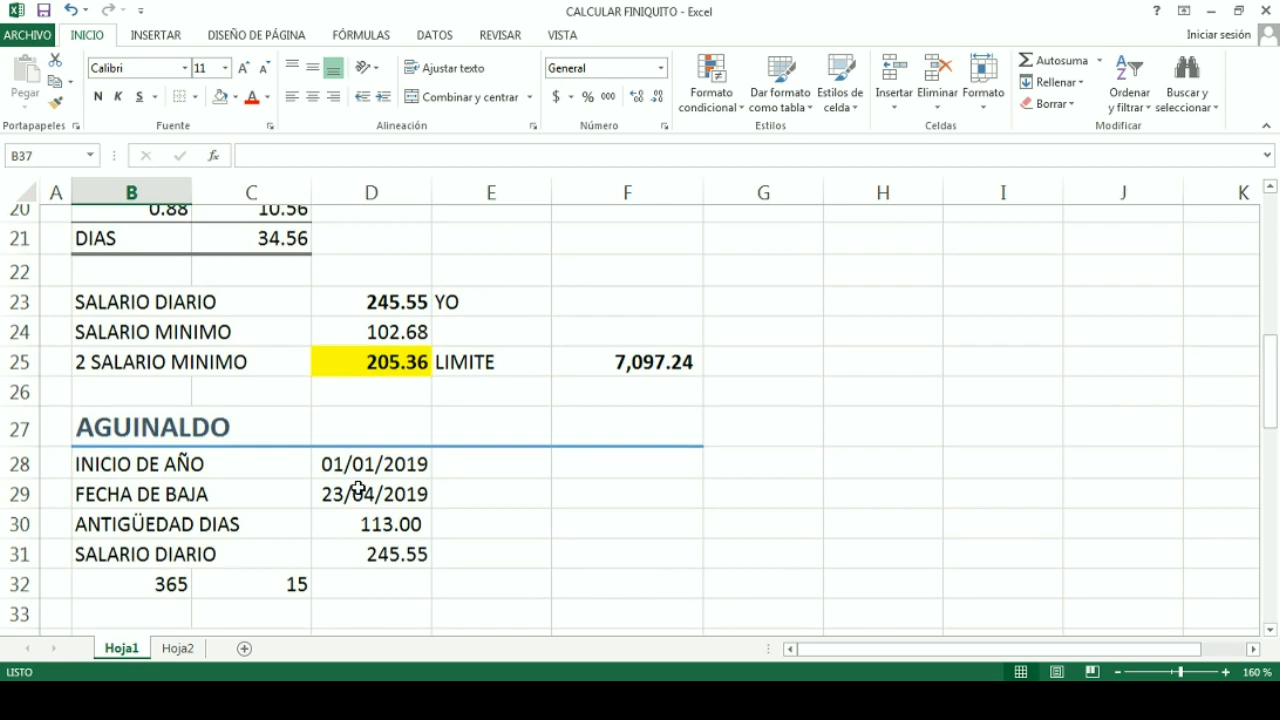 CALCULAR FINIQUITO - Excel
ARCHIVO INICIO INSERTAR DISEÑO DE PÁGINA FÓRMULAS DATOS REVISAR VISTA Iniciar sesión
Pegar
Calibri 11
N K S
Ajustar texto
Combinar y centrar
General
$ % 000
Formato condicional
Dar formato como tabla
Estilos de celda
Insertar Eliminar Formato
Autosuma
Rellenar
Borrar
Ordenar y filtrar
Buscar y seleccionar
Portapapeles Fuente Alineación Número Estilos Celdas Modificar
B37 fx
A B C D E F G H I J K
20 0.88 10.56
21 DIAS 34.56
22
23 SALARIO DIARIO 245.55 YO
24 SALARIO MINIMO 102.68
25 2 SALARIO MINIMO 205.36 LIMITE 7,097.24
26
27 AGUINALDO
28 INICIO DE AÑO 01/01/2019
29 FECHA DE BAJA 23/04/2019
30 ANTIGÜEDAD DIAS 113.00
31 SALARIO DIARIO 245.55
32 365 15
33
Hoja1 Hoja2
LISTO 160 %